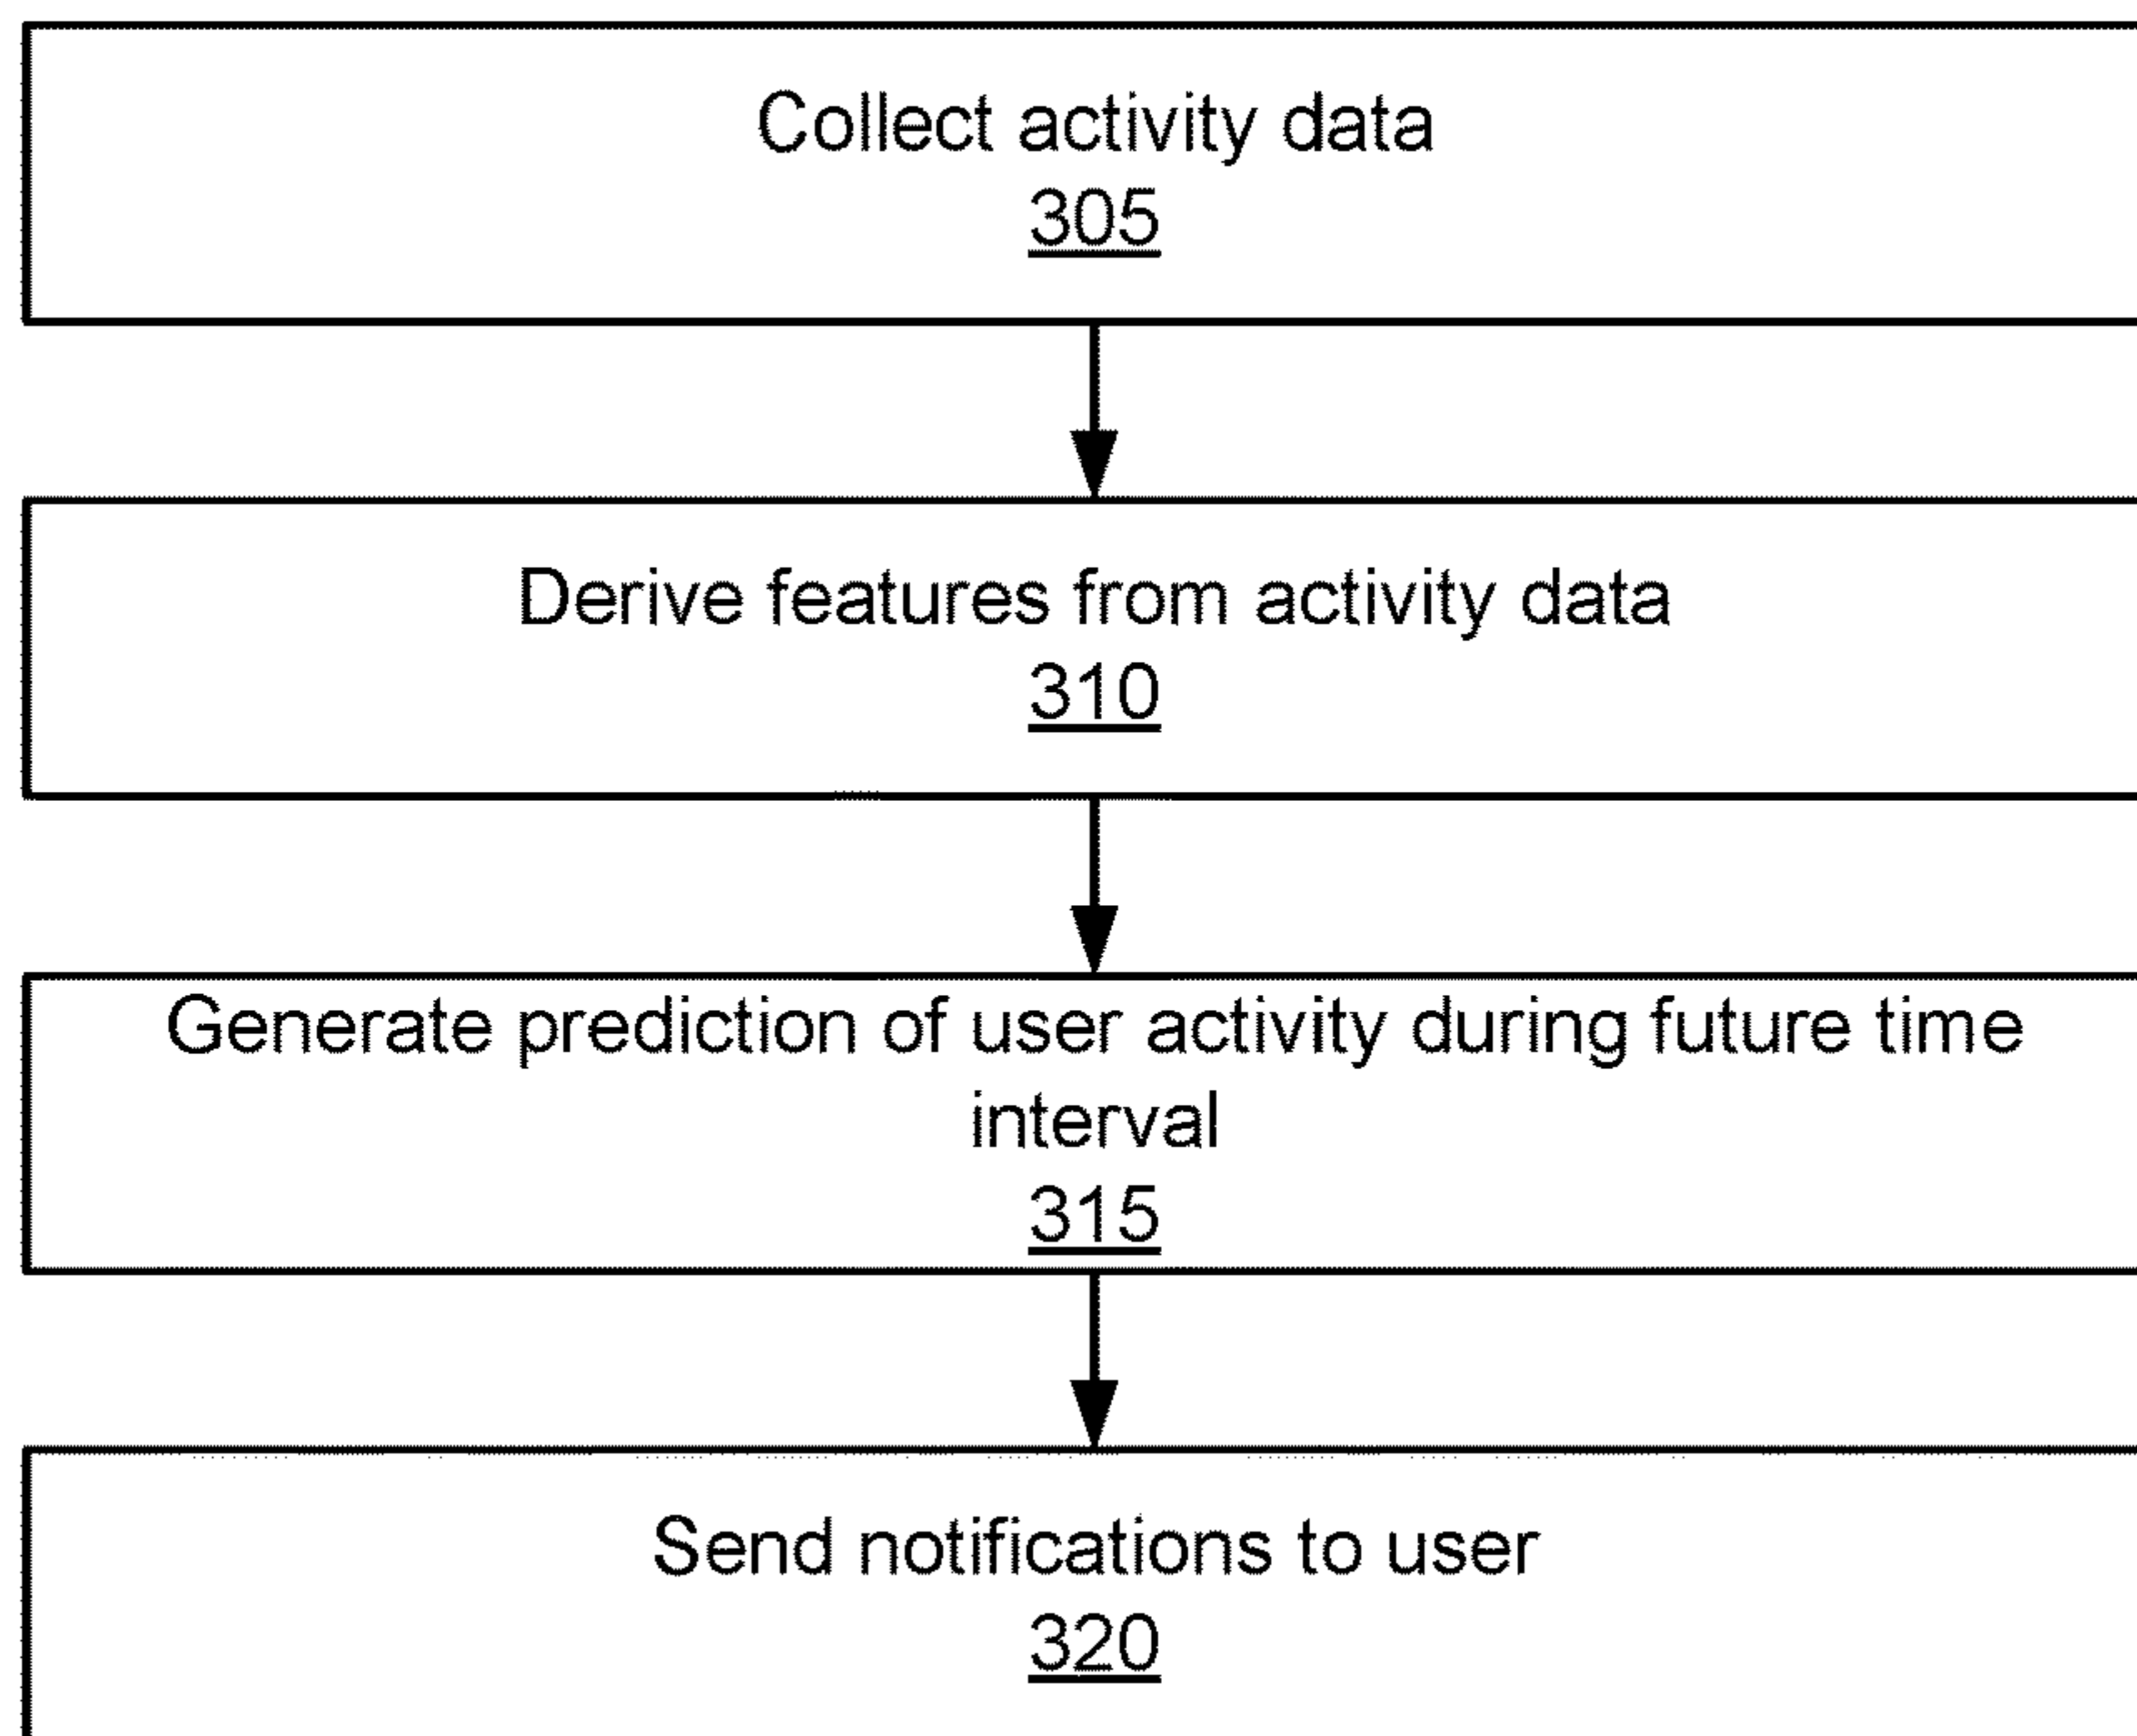 Collect activity data
305
Derive features from activity data
310
Generate prediction of user activity during future time
interval
315
Send notifications to user
320